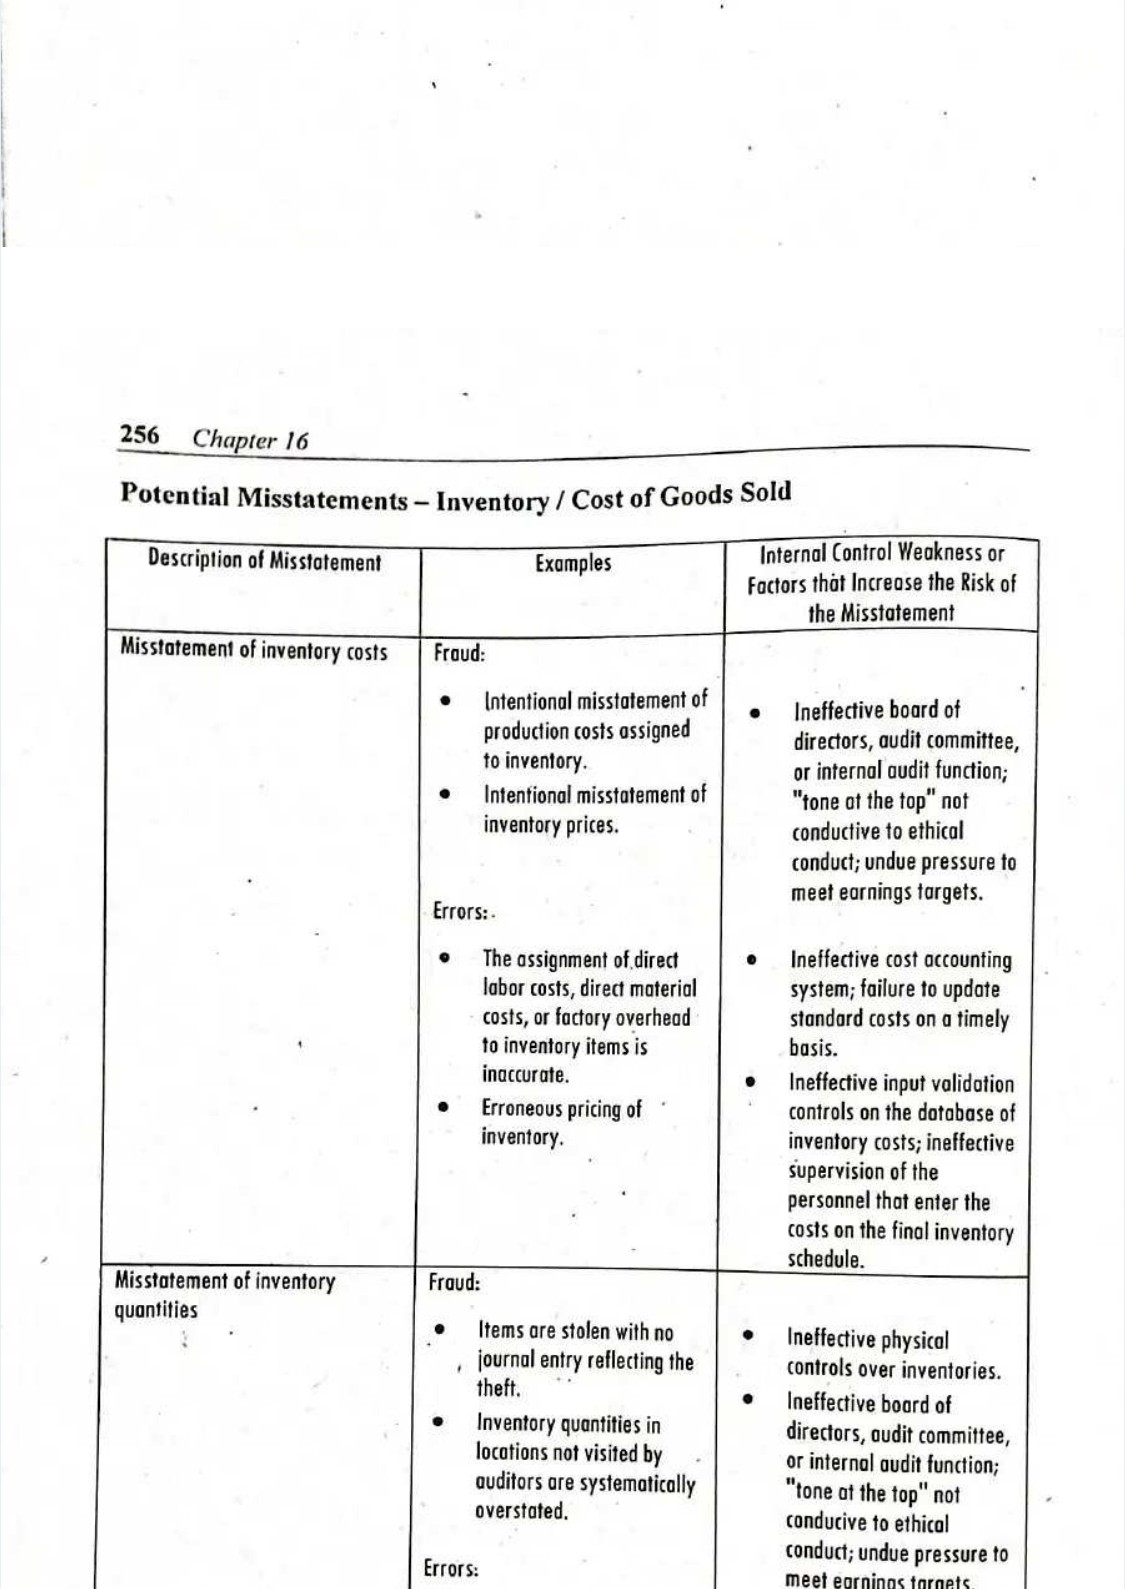 256 Chapter 16
Potential Misstatements – Inventory / Cost of Goods Sold
Description of Misstatement
Examples
Internal Control Weakness or
Factors that Increase the Risk of
the Misstatement
Misstatement of inventory costs
Fraud:
• Intentional misstatement of
production costs assigned
to inventory.
• Intentional misstatement of
inventory prices.
Errors:
• The assignment of direct
labor costs, direct material
costs, or factory overhead
to inventory items is
inaccurate.
• Erroneous pricing of
inventory.
• Ineffective board of
directors, audit committee,
or internal audit function;
"tone at the top" not
conductive to ethical
conduct; undue pressure to
meet earnings targets.
• Ineffective cost accounting
system; failure to update
standard costs on a timely
basis.
• Ineffective input validation
controls on the database of
inventory costs; ineffective
supervision of the
personnel that enter the
costs on the final inventory
schedule.
Misstatement of inventory
quantities
Fraud:
• Items are stolen with no
journal entry reflecting the
theft.
• Inventory quantities in
locations not visited by
auditors are systematically
overstated.
Errors:
• Ineffective physical
controls over inventories.
• Ineffective board of
directors, audit committee,
or internal audit function;
"tone at the top" not
conducive to ethical
conduct; undue pressure to
meet earnings targets.